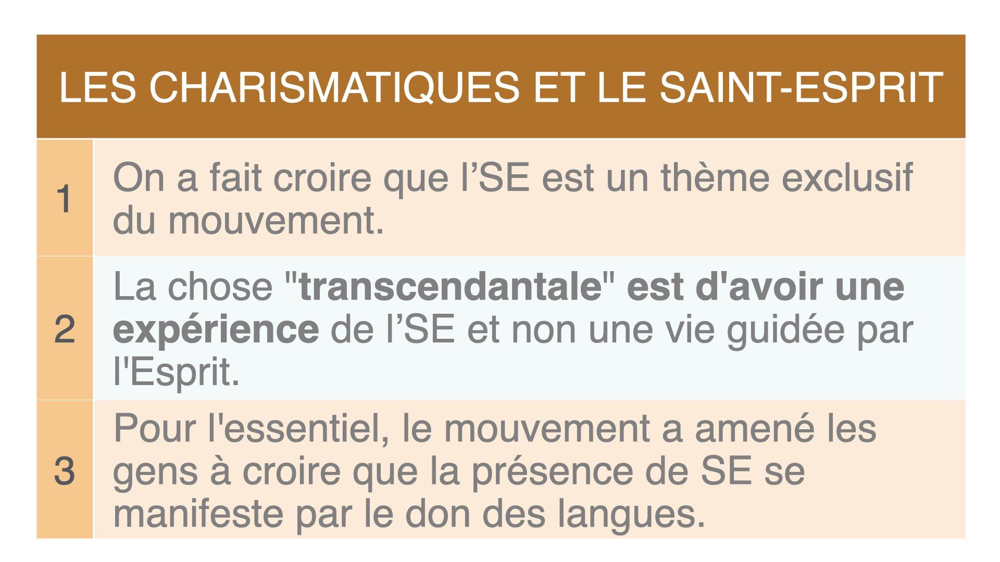 LES CHARISMATIQUES ET LE SAINT-ESPRIT
1
On a fait croire que l’SE est un thème exclusif
du mouvement.
2
La chose "transcendantale" est d'avoir une
expérience de l’SE et non une vie guidée par
l'Esprit.
3
Pour l'essentiel, le mouvement a amené les
gens à croire que la présence de SE se
manifeste par le don des langues.